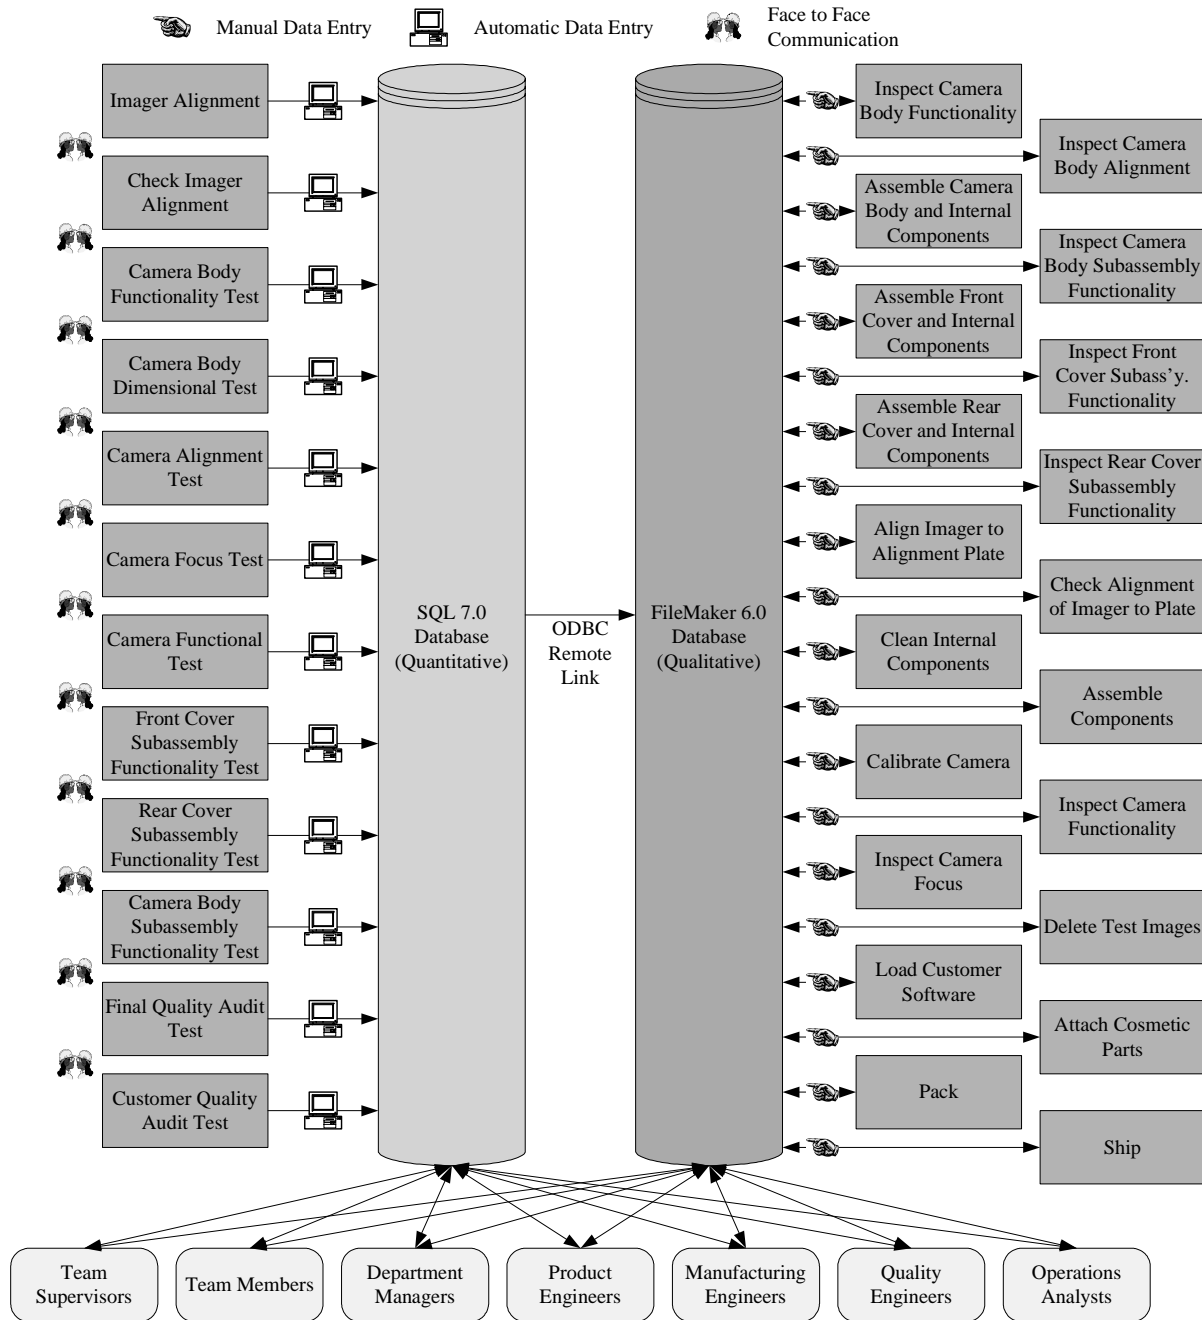 Manual Data Entry
Automatic Data Entry
Face to Face
Communication
Imager Alignment
Check Imager
Alignment
Camera Body
Functionality Test
Camera Body
Dimensional Test
Camera Alignment
Test
Camera Focus Test
Camera Functional
Test
Front Cover
Subassembly
Functionality Test
Rear Cover
Subassembly
Functionality Test
Camera Body
Subassembly
Functionality Test
Final Quality Audit
Test
Customer Quality
Audit Test
SQL 7.0
Database
(Quantitative)
ODBC
Remote
Link
FileMaker 6.0
Database
(Qualitative)
Inspect Camera
Body Functionality
Inspect Camera
Body Alignment
Assemble Camera
Body and Internal
Components
Inspect Camera
Body Subassembly
Functionality
Assemble Front
Cover and Internal
Components
Inspect Front
Cover Subass'y.
Functionality
Assemble Rear
Cover and Internal
Components
Inspect Rear Cover
Subassembly
Functionality
Align Imager to
Alignment Plate
Check Alignment
of Imager to Plate
Clean Internal
Components
Assemble
Components
Calibrate Camera
Inspect Camera
Functionality
Inspect Camera
Focus
Delete Test Images
Load Customer
Software
Attach Cosmetic
Parts
Pack
Ship
Team
Supervisors
Team Members
Department
Managers
Product
Engineers
Manufacturing
Engineers
Quality
Engineers
Operations
Analysts